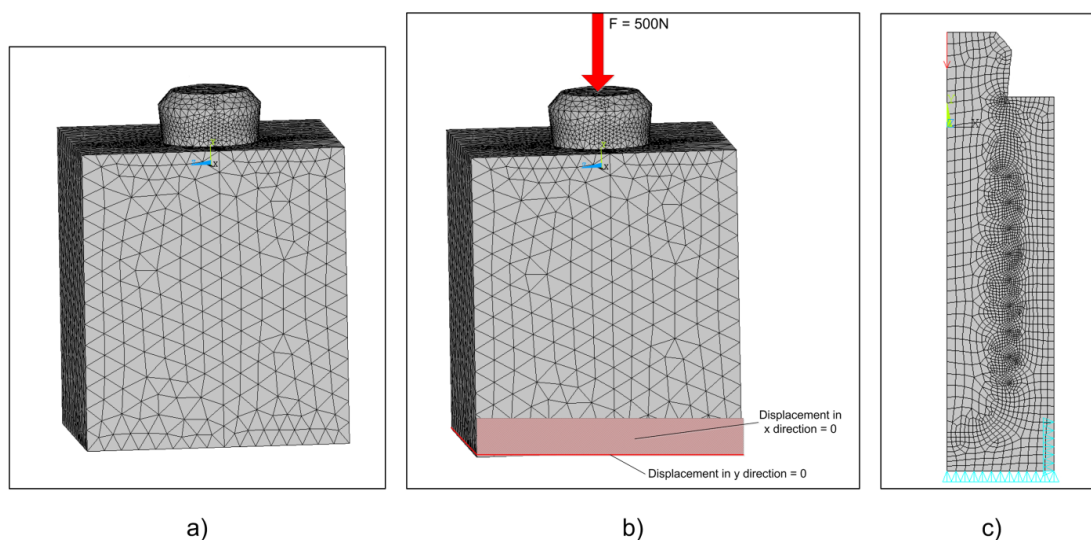 F = 500N
Displacement in
x direction = 0
Displacement in y direction = 0
a)
b)
c)